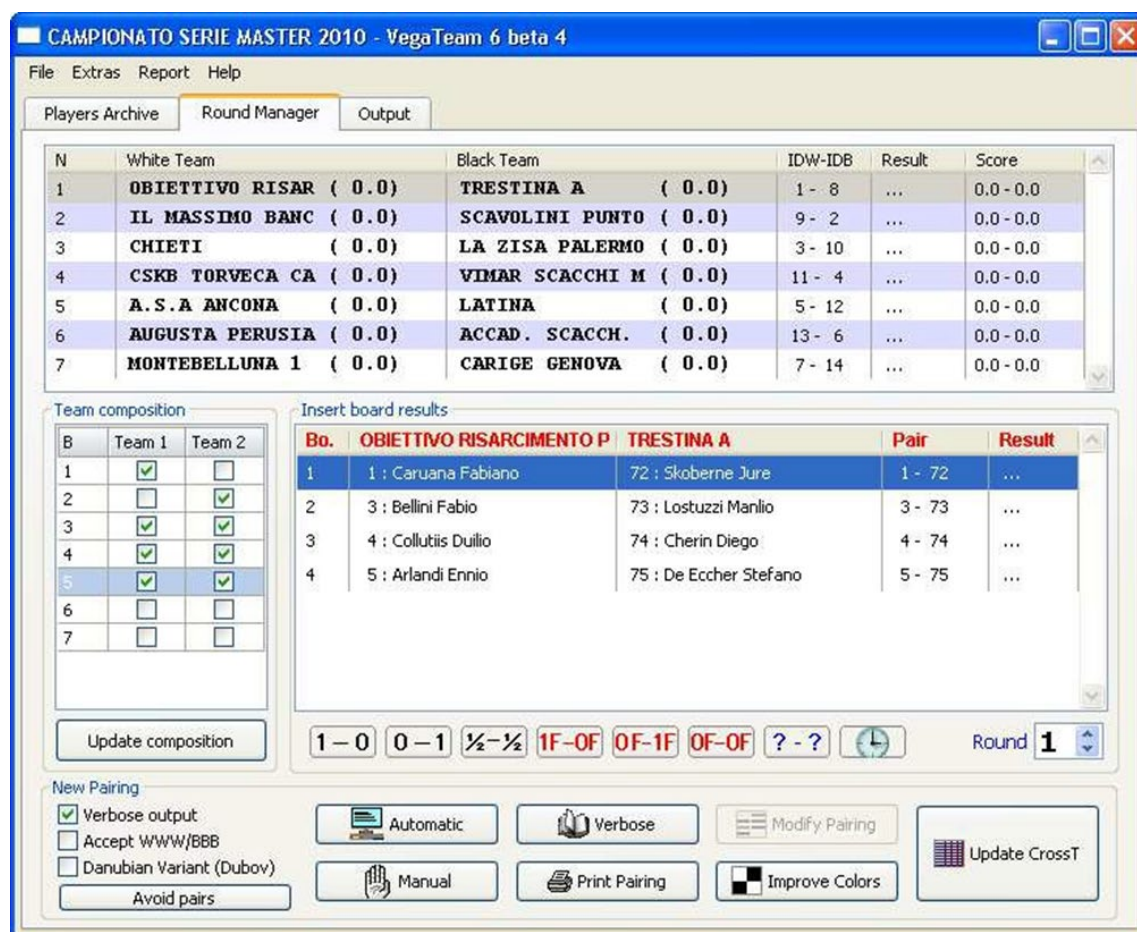 CAMPIONATO SERIE MASTER 2010 - VegaTeam 6 beta 4
File Extras Report Help
Players Archive Round Manager Output
N White Team Black Team IDW-IDB Result Score
1 OBIETTIVO RISAR ( 0.0) TRESTINA A ( 0.0) 1 - 8 ... 0.0 - 0.0
2 IL MASSIMO BANC ( 0.0) SCAVOLINI PUNTO ( 0.0) 9 - 2 ... 0.0 - 0.0
3 CHIETI ( 0.0) LA ZISA PALERMO ( 0.0) 3 - 10 ... 0.0 - 0.0
4 CSKB TORVECA CA ( 0.0) VIMAR SCACCHI M ( 0.0) 11 - 4 ... 0.0 - 0.0
5 A.S.A ANCONA ( 0.0) LATINA ( 0.0) 5 - 12 ... 0.0 - 0.0
6 AUGUSTA PERUSIA ( 0.0) ACCAD. SCACCH. ( 0.0) 13 - 6 ... 0.0 - 0.0
7 MONTEBELLUNA 1 ( 0.0) CARIGE GENOVA ( 0.0) 7 - 14 ... 0.0 - 0.0
Team composition
B Team 1 Team 2
1
2
3
4
5
6
7
Update composition
Insert board results
Bo. OBIETTIVO RISARCIMENTO P TRESTINA A Pair Result
1 1 : Caruana Fabiano 72 : Skoberne Jure 1 - 72 ...
2 3 : Bellini Fabio 73 : Lostuzzi Manlio 3 - 73 ...
3 4 : Collutiis Duilio 74 : Cherin Diego 4 - 74 ...
4 5 : Arlandi Ennio 75 : De Eccher Stefano 5 - 75 ...
1 – 0 0 – 1 ½–½ 1F–0F 0F–1F 0F–0F ? - ? Round 1
New Pairing
Verbose output
Accept WWW/BBB
Danubian Variant (Dubov)
Avoid pairs
Automatic Verbose Modify Pairing
Manual Print Pairing Improve Colors
Update CrossT